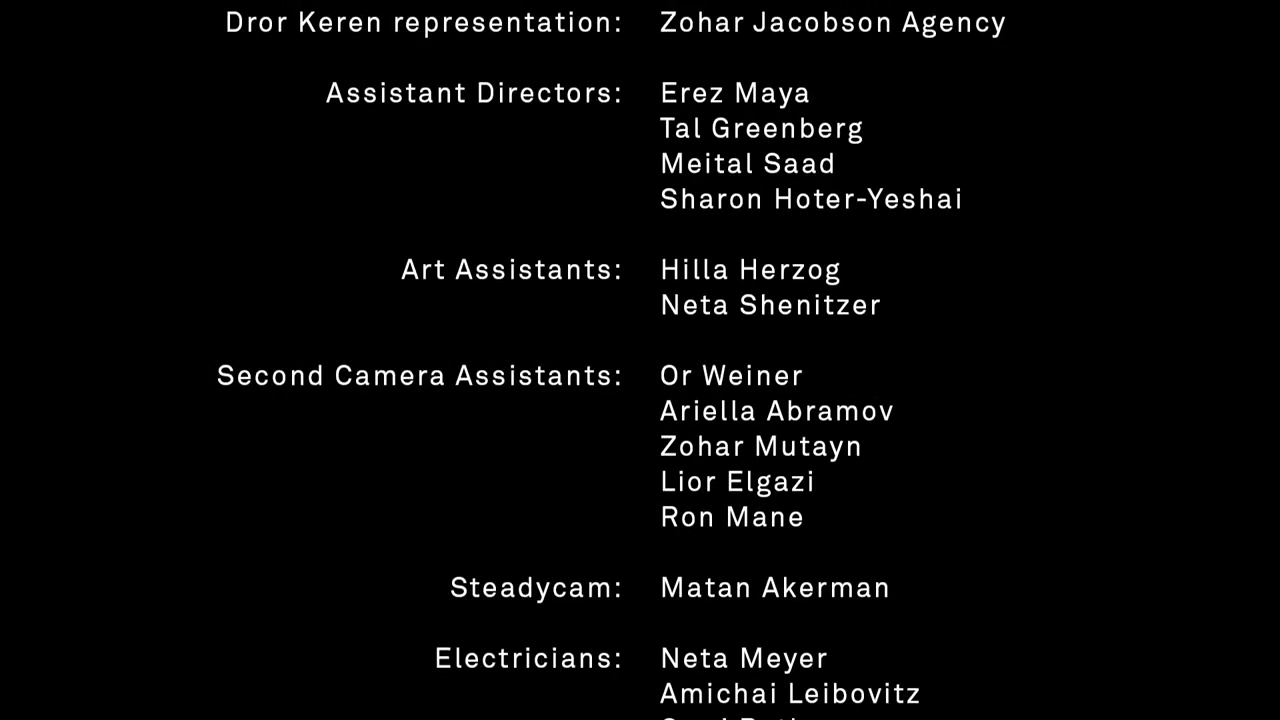 Dror Keren representation: Zohar Jacobson Agency
Assistant Directors: Erez Maya
Tal Greenberg
Meital Saad
Sharon Hoter-Yeshai
Art Assistants: Hilla Herzog
Neta Shenitzer
Second Camera Assistants: Or Weiner
Ariella Abramov
Zohar Mutayn
Lior Elgazi
Ron Mane
Steadycam: Matan Akerman
Electricians: Neta Meyer
Amichai Leibovitz